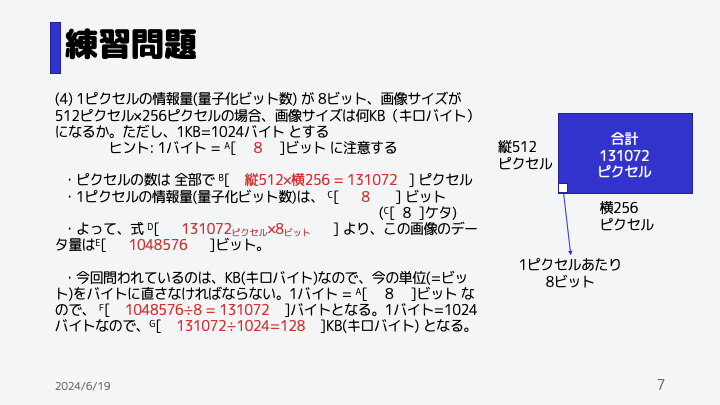 練習問題
(4) 1ピクセルの情報量(量子化ビット数) が 8ビット、画像サイズが
512ピクセル×256ピクセルの場合、画像サイズは何KB（キロバイト）
になるか。ただし、1KB=1024バイト とする
ヒント: 1バイト = A[ 8 ]ビット に注意する
・ピクセルの数は 全部で B[ 縦512×横256 = 131072 ] ピクセル
・1ピクセルの情報量(量子化ビット数)は、 C[ 8 ] ビット
(C[ 8 ]ケタ)
・よって、式 D[ 131072ピクセル×8ビット ] より、この画像のデー
タ量はE[ 1048576 ]ビット。
・今回問われているのは、KB(キロバイト)なので、今の単位(=ビッ
ト)をバイトに直さなければならない。1バイト = A[ 8 ]ビット な
ので、 F[ 1048576÷8 = 131072 ]バイトとなる。1バイト=1024
バイトなので、G[ 131072÷1024=128 ]KB(キロバイト) となる。
縦512
ピクセル
合計
131072
ピクセル
横256
ピクセル
1ピクセルあたり
8ビット
2024/6/19
7